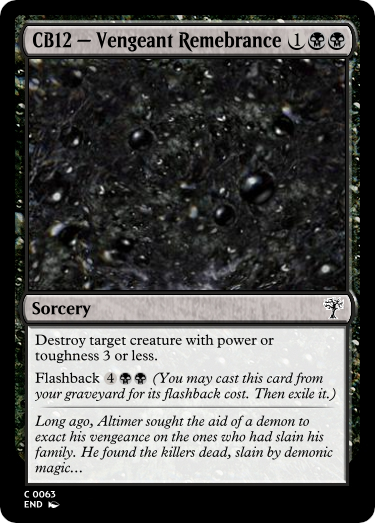 CB12 — Vengeant Remebrance 1
Sorcery
Destroy target creature with power or
toughness 3 or less.
Flashback 4 (You may cast this card from
your graveyard for its flashback cost. Then exile it.)
Long ago, Altimer sought the aid of a demon to
exact his vengeance on the ones who had slain his
family. He found the killers dead, slain by demonic
magic…
C 0063
END